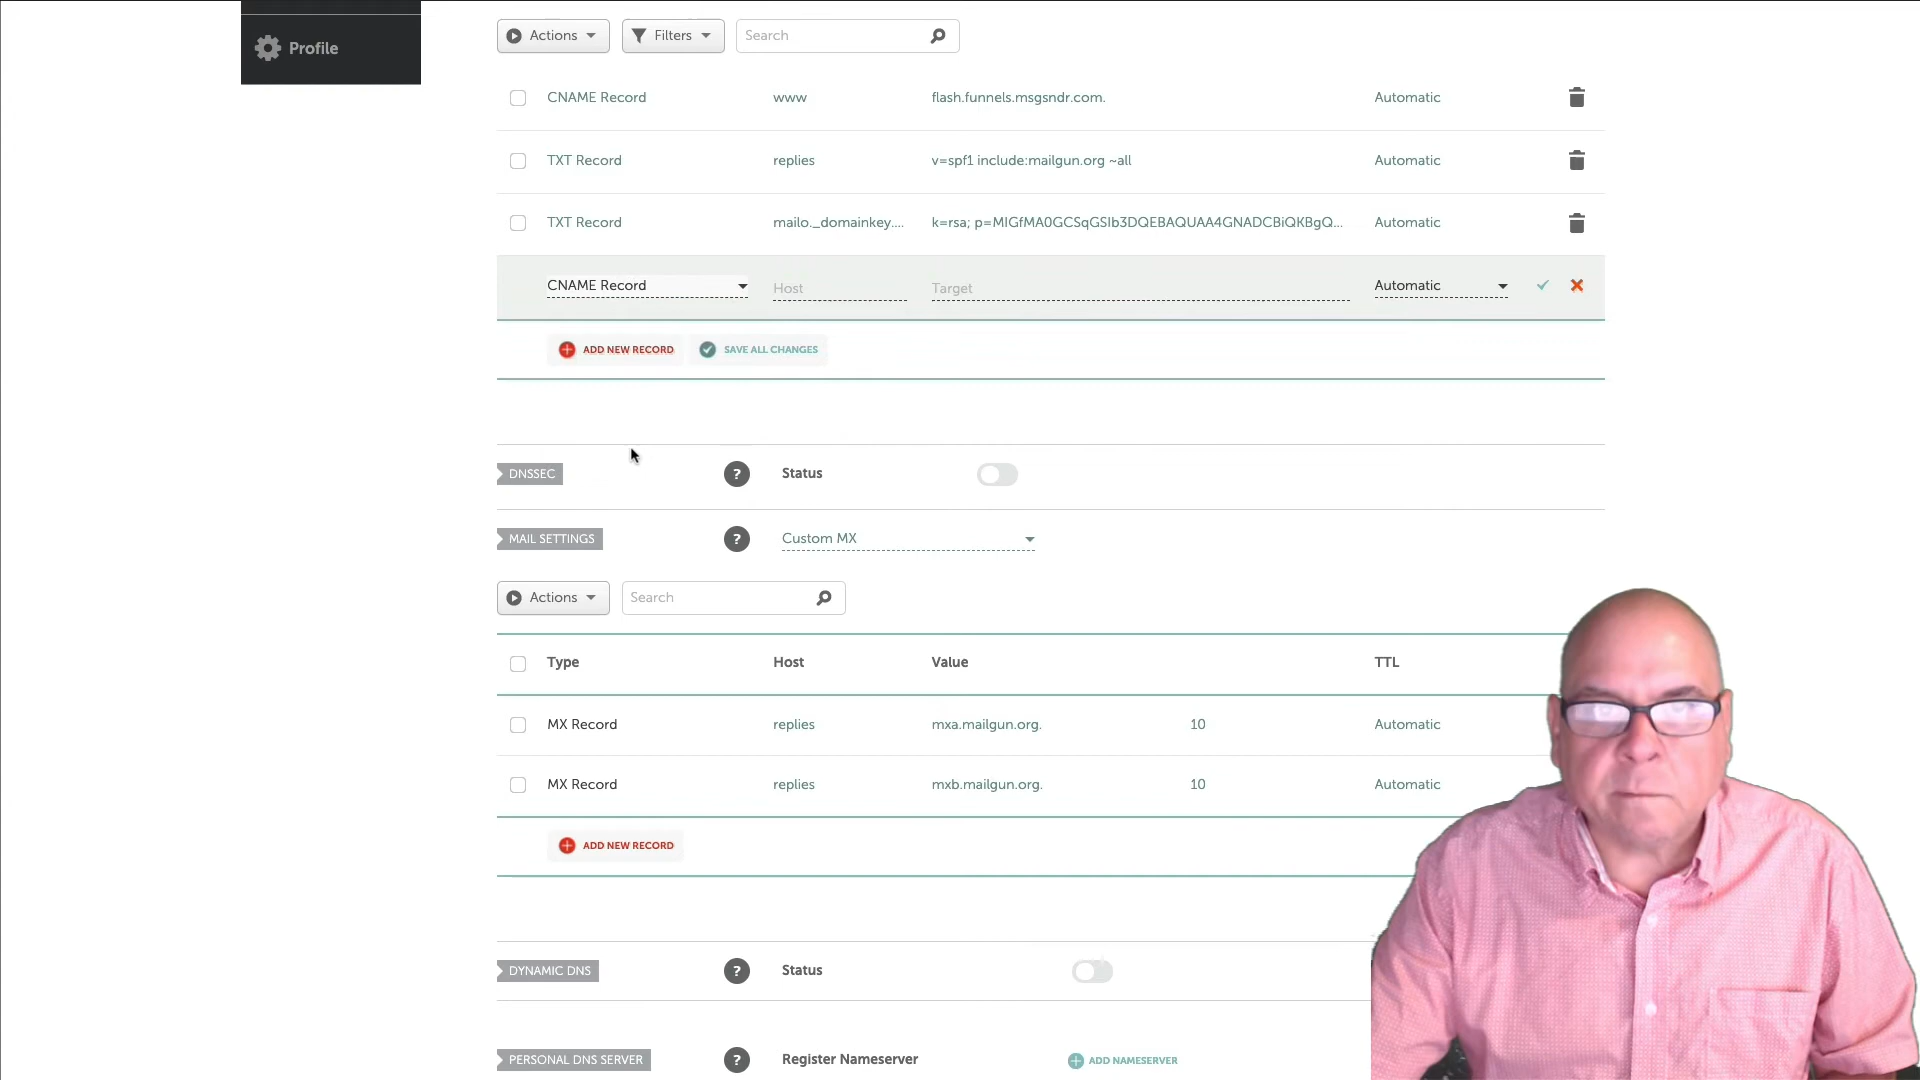 Profile
Actions Filters Search
CNAME Record www flash.funnels.msgsndr.com. Automatic
TXT Record replies v=spf1 include:mailgun.org ~all Automatic
TXT Record mailo._domainkey.... k=rsa; p=MIGfMA0GCSqGSIb3DQEBAQUAA4GNADCBiQKBgQ... Automatic
CNAME Record Host Target Automatic
ADD NEW RECORD SAVE ALL CHANGES
DNSSEC ? Status
MAIL SETTINGS ? Custom MX
Actions Search
Type Host Value TTL
MX Record replies mxa.mailgun.org. 10 Automatic
MX Record replies mxb.mailgun.org. 10 Automatic
ADD NEW RECORD
DYNAMIC DNS ? Status
PERSONAL DNS SERVER ? Register Nameserver ADD NAMESERVER